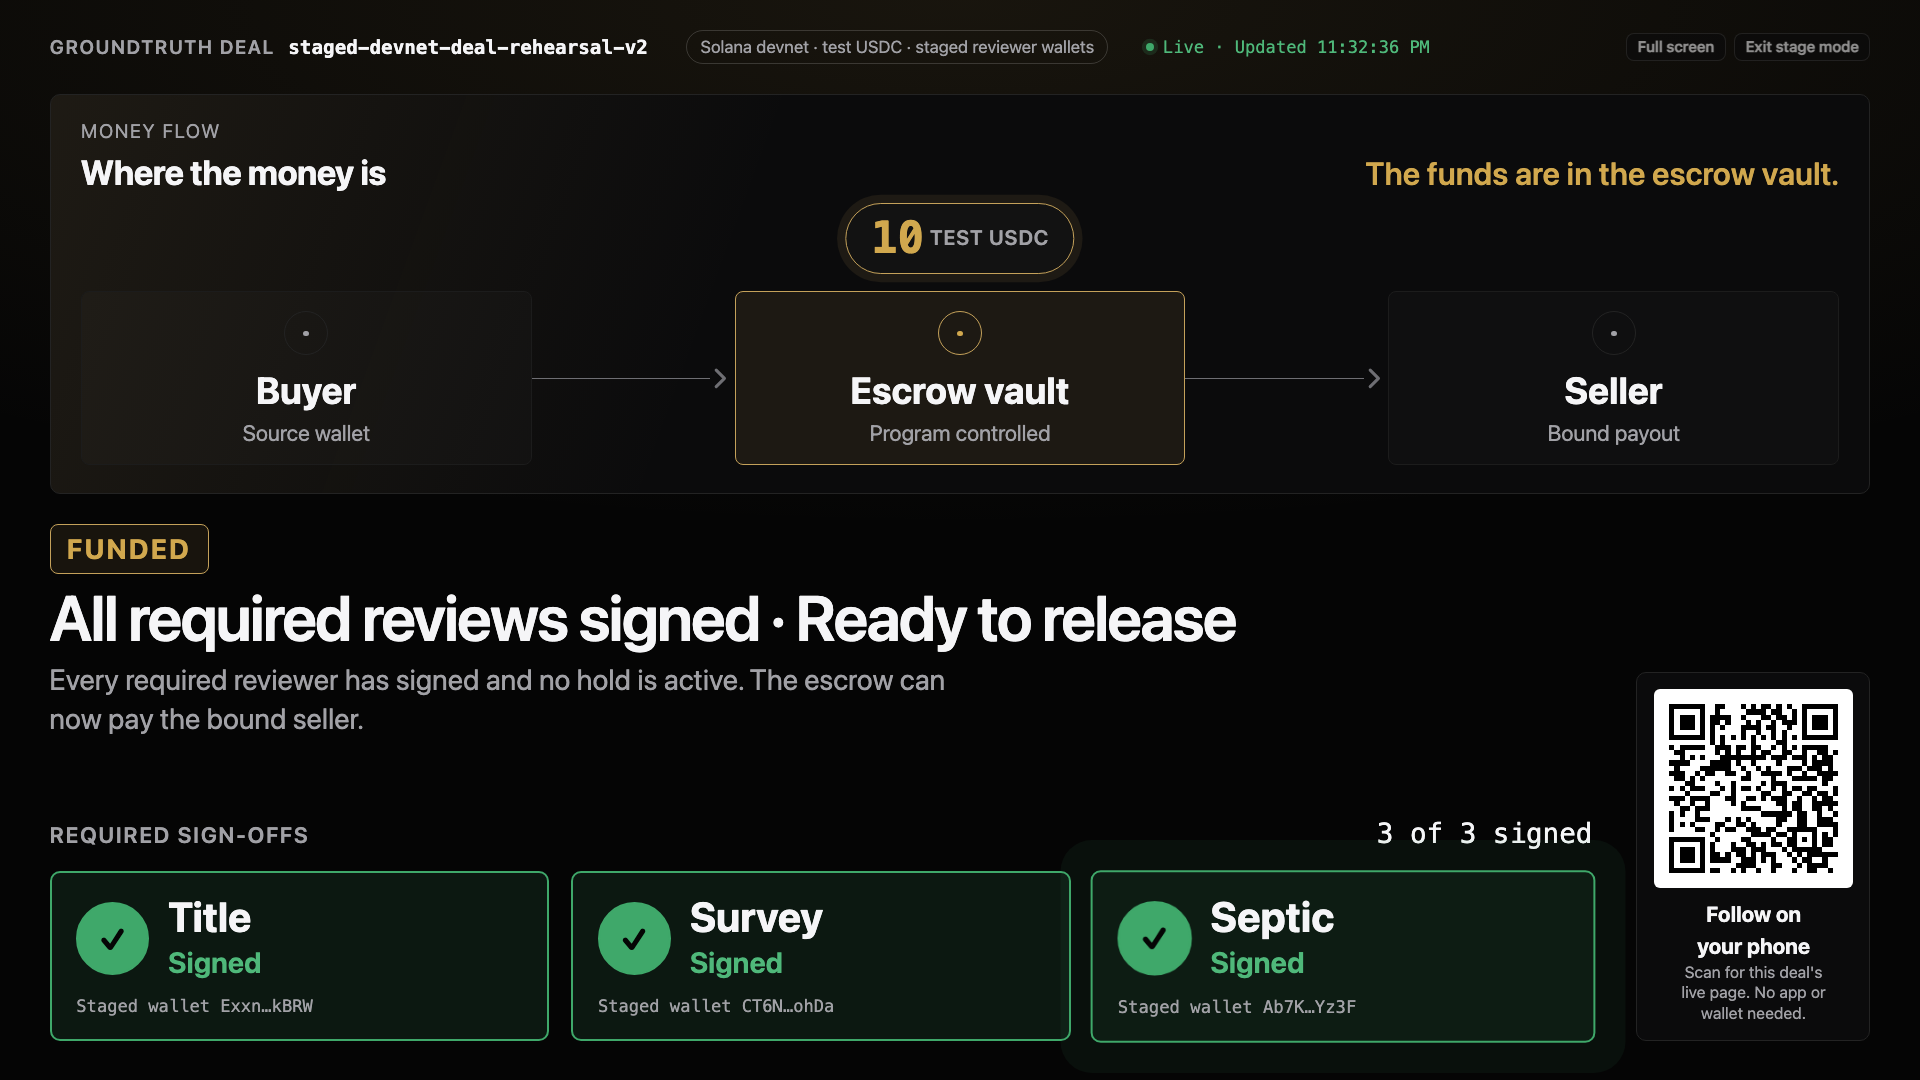 GROUNDTRUTH DEAL staged-devnet-deal-rehearsal-v2
Solana devnet · test USDC · staged reviewer wallets
Live · Updated 11:32:36 PM
Full screen
Exit stage mode
MONEY FLOW
Where the money is
The funds are in the escrow vault.
10 TEST USDC
Buyer
Source wallet
Escrow vault
Program controlled
Seller
Bound payout
FUNDED
All required reviews signed · Ready to release
Every required reviewer has signed and no hold is active. The escrow can
now pay the bound seller.
REQUIRED SIGN-OFFS
3 of 3 signed
Title
Signed
Staged wallet Exxn…kBRW
Survey
Signed
Staged wallet CT6N…ohDa
Septic
Signed
Staged wallet Ab7K…Yz3F
Follow on
your phone
Scan for this deal's
live page. No app or
wallet needed.